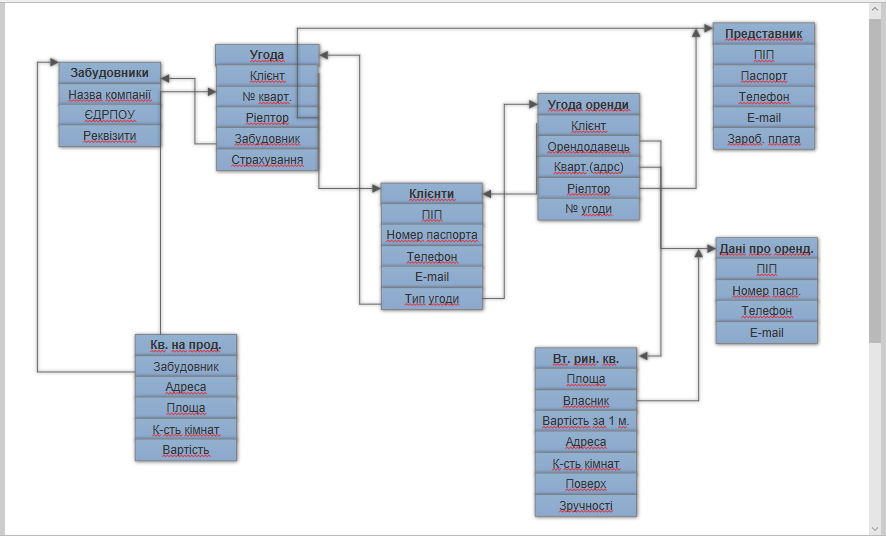 Забудовники
Назва компанії
ЄДРПОУ
Реквізити
Угода
Клієнт
№ кварт.
Ріелтор
Забудовник
Страхування
Клієнти
ПІП
Номер паспорта
Телефон
E-mail
Тип угоди
Угода оренди
Клієнт
Орендодавець
Кварт.(адрс)
Ріелтор
№ угоди
Представник
ПІП
Паспорт
Телефон
E-mail
Зароб. плата
Дані про оренд.
ПІП
Номер пасп.
Телефон
E-mail
Кв. на прод.
Забудовник
Адреса
Площа
К-сть кімнат
Вартість
Вт. рин. кв.
Площа
Власник
Вартість за 1 м.
Адреса
К-сть кімнат
Поверх
Зручності